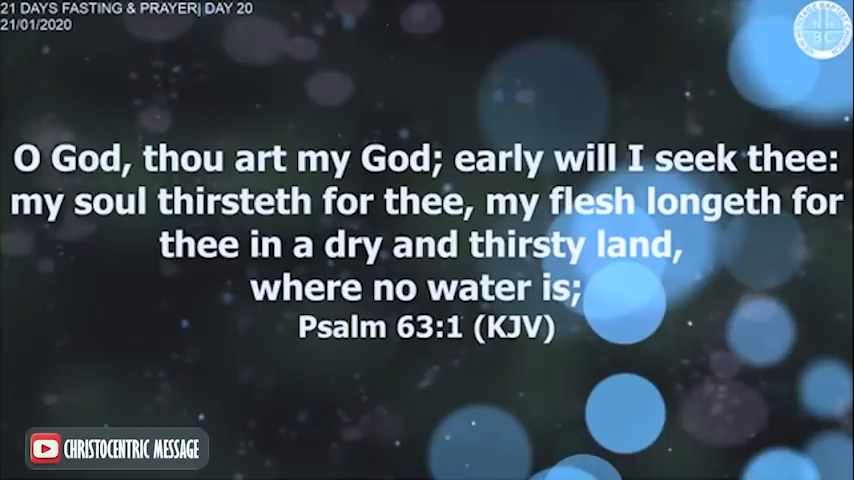 21 DAYS FASTING & PRAYER| DAY 20
21/01/2020
O God, thou art my God; early will I seek thee:
my soul thirsteth for thee, my flesh longeth for
thee in a dry and thirsty land,
where no water is;
Psalm 63:1 (KJV)
CHRISTOCENTRIC MESSAGE